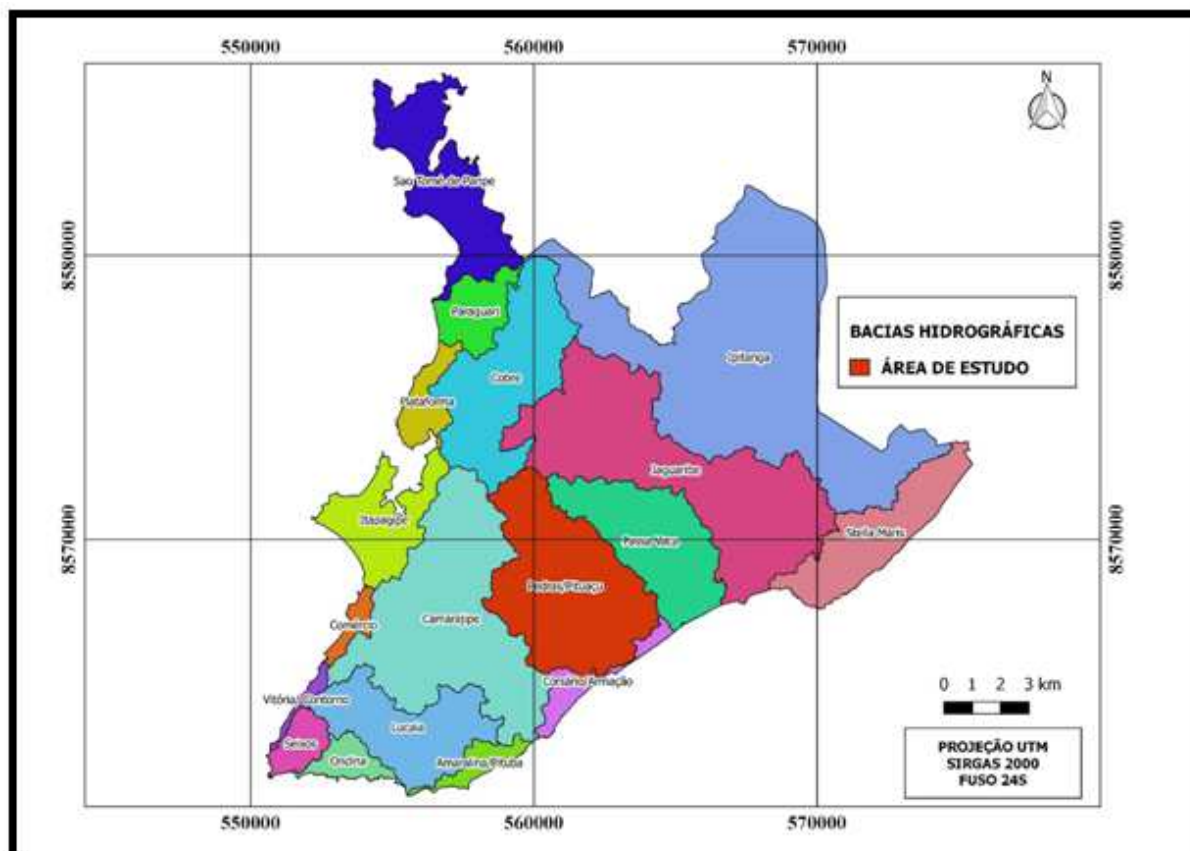 550000 560000 570000
N
Sao Tomé de Paripe
8580000 8580000
Paraguari
BACIAS HIDROGRÁFICAS
ÁREA DE ESTUDO
Ipitanga
Cobre
Plataforma
Jaguaribe
Itapagipe
Stella Maris
8570000 8570000
Passa Vaca
Pedras/Pituaçu
Comercio
Camarajipe
Corsário/Armação
0 1 2 3 km
Vitória/ Contorno
Lucaia
Seixos
Ondina
Amaralina/Pituba
PROJEÇÃO UTM
SIRGAS 2000
FUSO 24S
550000 560000 570000